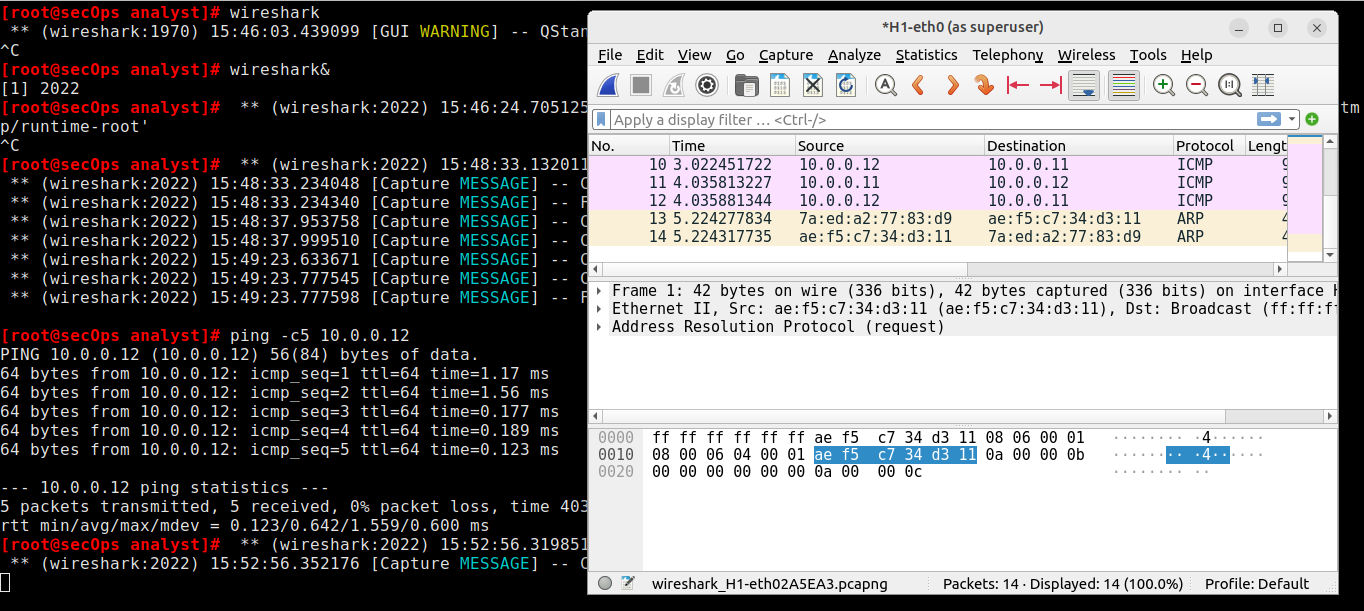 [root@secOps analyst]# wireshark
** (wireshark:1970) 15:46:03.439099 [GUI WARNING] -- QStan
^C
[root@secOps analyst]# wireshark&
[1] 2022
[root@secOps analyst]#  ** (wireshark:2022) 15:46:24.705125
tm
p/runtime-root'
^C
[root@secOps analyst]#  ** (wireshark:2022) 15:48:33.132011
** (wireshark:2022) 15:48:33.234048 [Capture MESSAGE] -- C
** (wireshark:2022) 15:48:33.234340 [Capture MESSAGE] -- F
** (wireshark:2022) 15:48:37.953758 [Capture MESSAGE] -- C
** (wireshark:2022) 15:48:37.999510 [Capture MESSAGE] -- C
** (wireshark:2022) 15:49:23.633671 [Capture MESSAGE] -- C
** (wireshark:2022) 15:49:23.777545 [Capture MESSAGE] -- C
** (wireshark:2022) 15:49:23.777598 [Capture MESSAGE] -- F
[root@secOps analyst]# ping -c5 10.0.0.12
PING 10.0.0.12 (10.0.0.12) 56(84) bytes of data.
64 bytes from 10.0.0.12: icmp_seq=1 ttl=64 time=1.17 ms
64 bytes from 10.0.0.12: icmp_seq=2 ttl=64 time=1.56 ms
64 bytes from 10.0.0.12: icmp_seq=3 ttl=64 time=0.177 ms
64 bytes from 10.0.0.12: icmp_seq=4 ttl=64 time=0.189 ms
64 bytes from 10.0.0.12: icmp_seq=5 ttl=64 time=0.123 ms
--- 10.0.0.12 ping statistics ---
5 packets transmitted, 5 received, 0% packet loss, time 403
rtt min/avg/max/mdev = 0.123/0.642/1.559/0.600 ms
[root@secOps analyst]#  ** (wireshark:2022) 15:52:56.319851
** (wireshark:2022) 15:52:56.352176 [Capture MESSAGE] -- C
*H1-eth0 (as superuser)
File Edit View Go Capture Analyze Statistics Telephony Wireless Tools Help
Apply a display filter … <Ctrl-/>
No. Time Source Destination Protocol Lengt
10 3.022451722 10.0.0.12 10.0.0.11 ICMP 9
11 4.035813227 10.0.0.11 10.0.0.12 ICMP 9
12 4.035881344 10.0.0.12 10.0.0.11 ICMP 9
13 5.224277834 7a:ed:a2:77:83:d9 ae:f5:c7:34:d3:11 ARP 4
14 5.224317735 ae:f5:c7:34:d3:11 7a:ed:a2:77:83:d9 ARP 4
Frame 1: 42 bytes on wire (336 bits), 42 bytes captured (336 bits) on interface H
Ethernet II, Src: ae:f5:c7:34:d3:11 (ae:f5:c7:34:d3:11), Dst: Broadcast (ff:ff:ff
Address Resolution Protocol (request)
0000 ff ff ff ff ff ff ae f5 c7 34 d3 11 08 06 00 01 ········ ·4······
0010 08 00 06 04 00 01 ae f5 c7 34 d3 11 0a 00 00 0b ········ ·4······
0020 00 00 00 00 00 00 0a 00 00 0c ········ ··
wireshark_H1-eth02A5EA3.pcapng Packets: 14 · Displayed: 14 (100.0%) Profile: Default